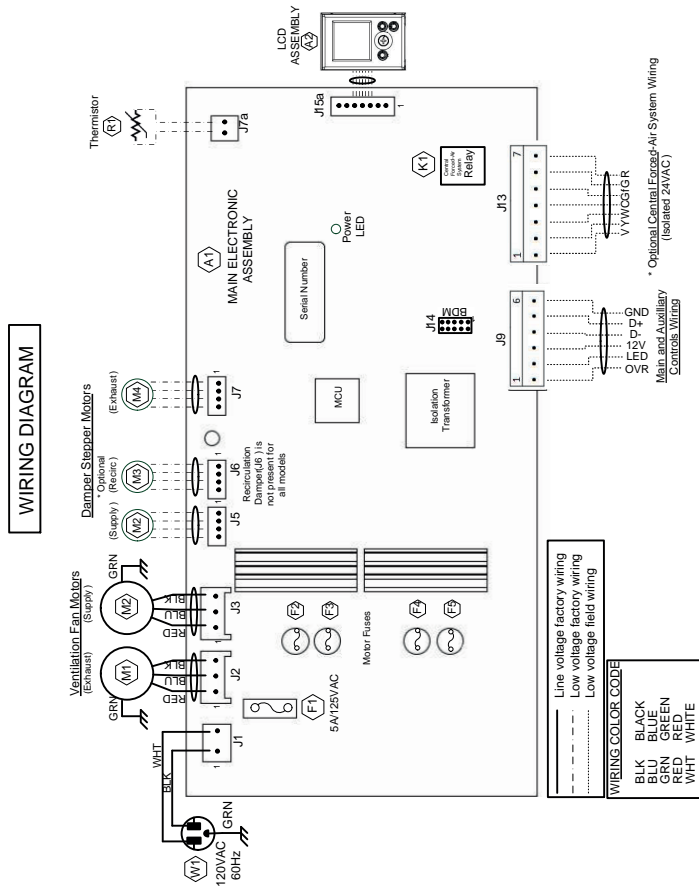 WIRING DIAGRAM
Ventilation Fan Motors
(Exhaust)
(Supply)
Damper Stepper Motors
(Supply)
* Optional
(Recirc)
(Exhaust)
Thermistor
R1
LCD
ASSEMBLY
A2
W1
120VAC
60Hz
GRN
BLK
WHT
GRN
M1
RED
BLU
BLK
GRN
M2
RED
BLU
BLK
M2
M3
M4
1
J1
1
J2
1
J3
J5
1
J6
1
J7
J7a
J15a
1
Recirculation
Damper(J6 ) is
not present for
all models
A1
MAIN ELECTRONIC
ASSEMBLY
F1
5A/125VAC
F2
F3
Motor Fuses
F4
F5
MCU
Serial Number
Power
LED
Isolation
Transformer
J14
BDM
K1
Central
Forced-Air
System
Relay
J9
1
6
J13
1
7
OVR
LED
12V
D-
D+
GND
Main and Auxilliary
Controls Wiring
V Y W C Gf G R
* Optional Central Forced-Air System Wiring
(Isolated 24VAC)
Line voltage factory wiring
Low voltage factory wiring
Low voltage field wiring
WIRING COLOR CODE
BLK BLACK
BLU BLUE
GRN GREEN
RED RED
WHT WHITE